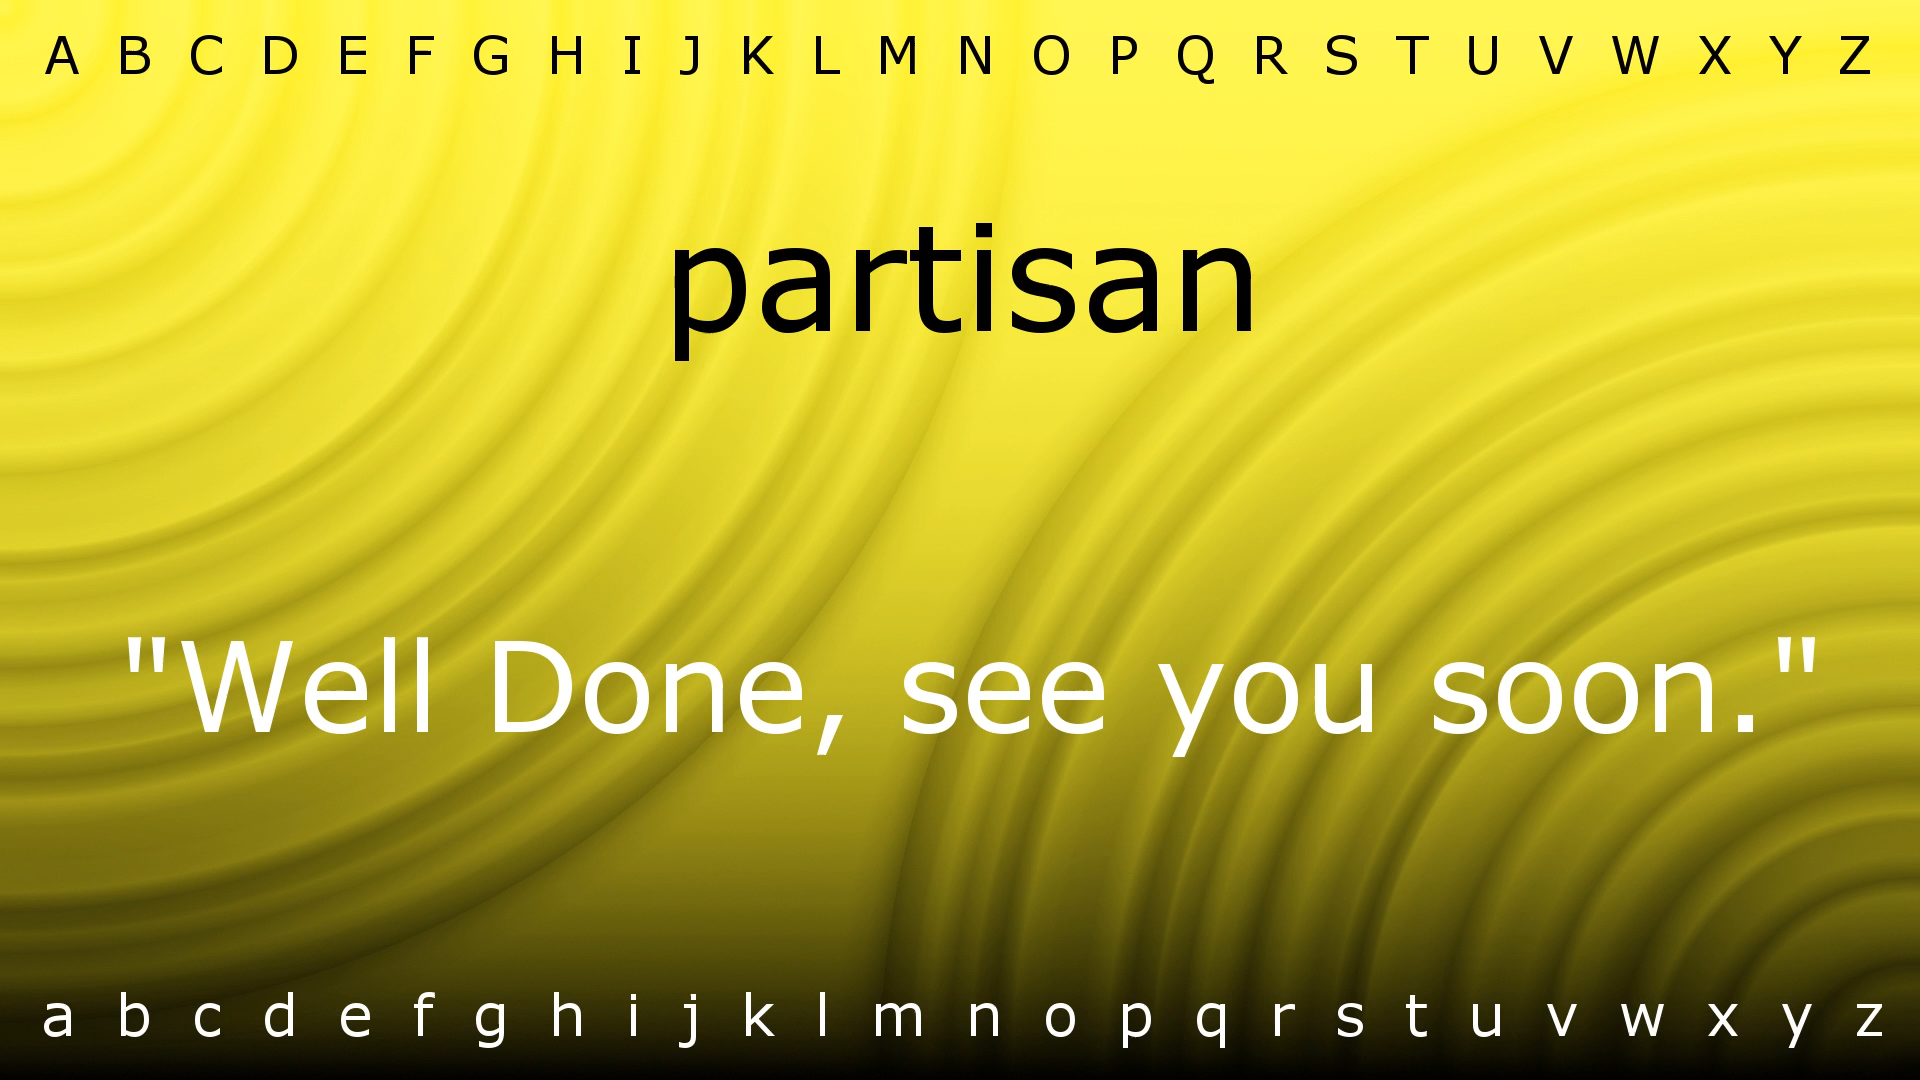 A B C D E F G H I J K L M N O P Q R S T U V W X Y Z
partisan
"Well Done, see you soon."
a b c d e f g h i j k l m n o p q r s t u v w x y z